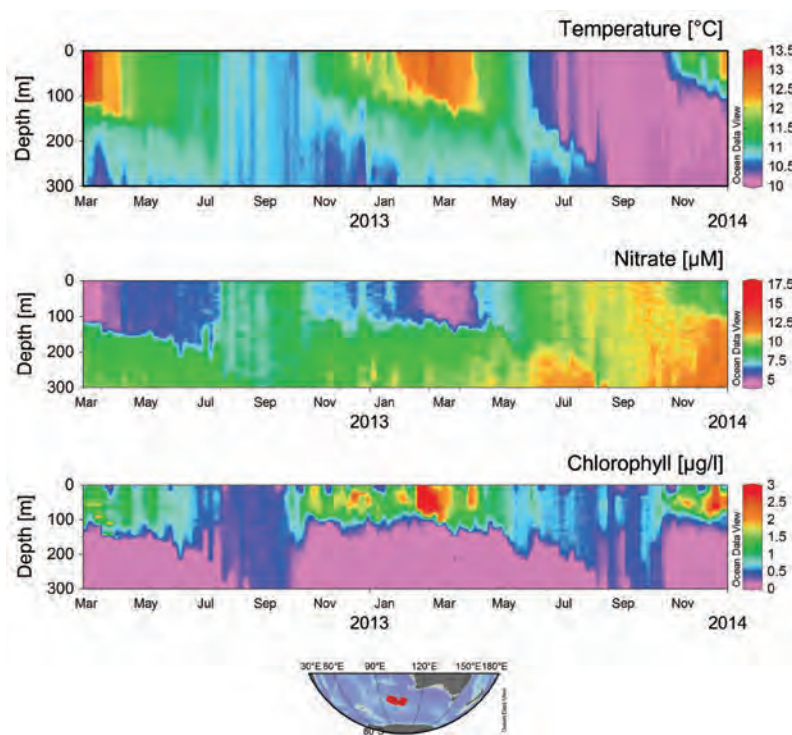 Temperature [°C]
0
100
200
300
Depth [m]
Mar May Jul Sep Nov Jan Mar May Jul Sep Nov
2013 2014
13.5
13
12.5
12
11.5
11
10.5
10
Ocean Data View
Nitrate [µM]
0
100
200
300
Depth [m]
Mar May Jul Sep Nov Jan Mar May Jul Sep Nov
2013 2014
17.5
15
12.5
10
7.5
5
Ocean Data View
Chlorophyll [µg/l]
0
100
200
300
Depth [m]
Mar May Jul Sep Nov Jan Mar May Jul Sep Nov
2013 2014
3
2.5
2
1.5
1
0.5
0
Ocean Data View
30°E 60°E 90°E 120°E 150°E 180°E
60°S
Ocean Data View